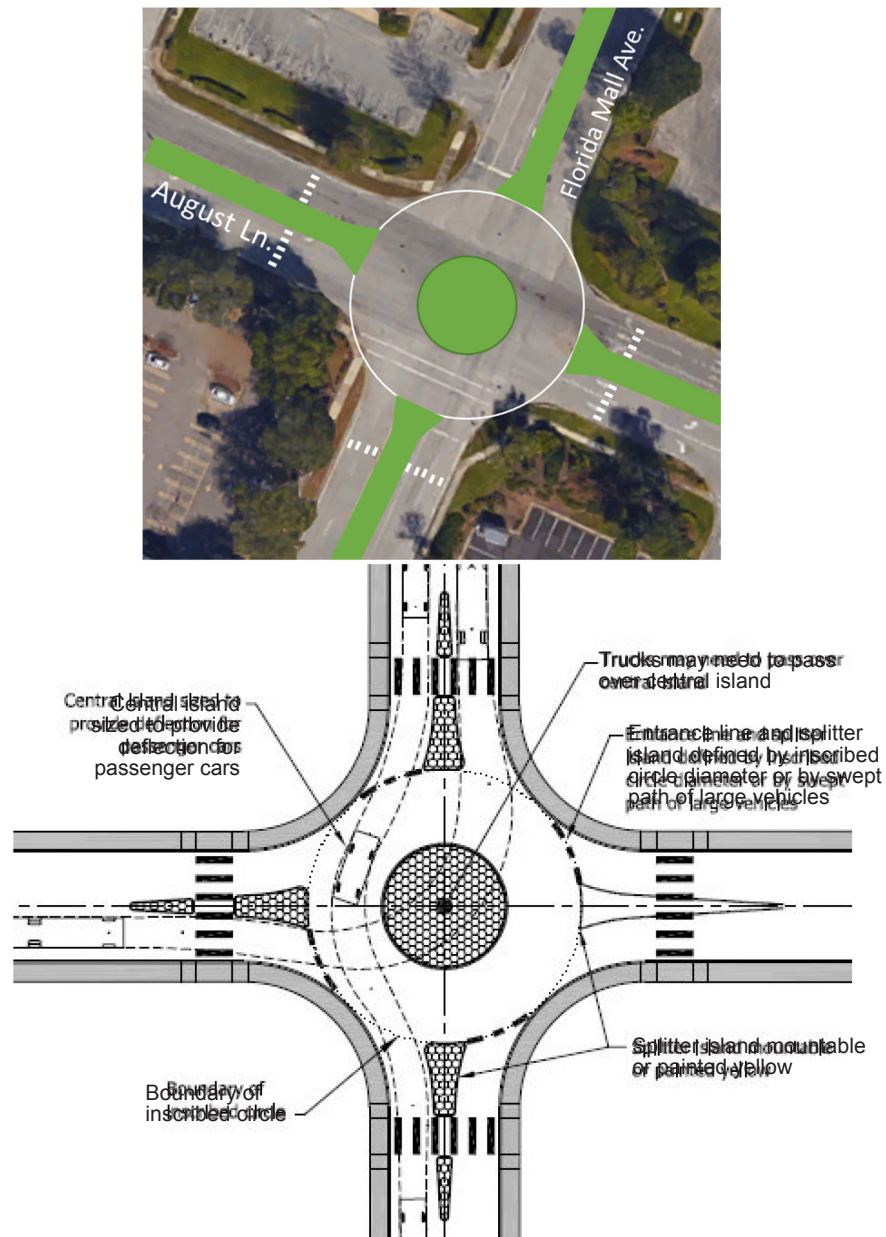 Florida Mall Ave.
August Ln.
Trucks may need to pass
over central island
Central Island
sized to provide
deflection for
passenger cars
Entrance line and splitter
island defined by inscribed
circle diameter or by swept
path of large vehicles
Splitter island mountable
or painted yellow
Boundary of
inscribed circle